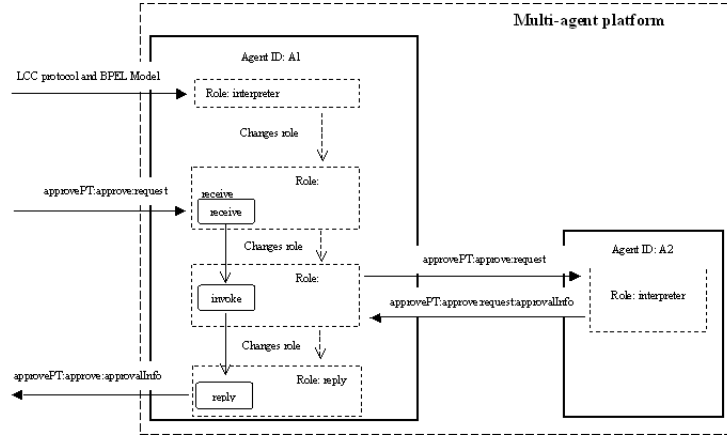 Multi-agent platform
Agent ID: A1
LCC protocol and BPEL Model
Role: interpreter
Changes role
Role:
receive
approvePT:approve:request
receive
Changes role
Agent ID: A2
approvePT:approve:request
Role:
Role: interpreter
invoke
approvePT:approve:request:approvalInfo
Changes role
approvePT:approve:approvalInfo
Role: reply
reply